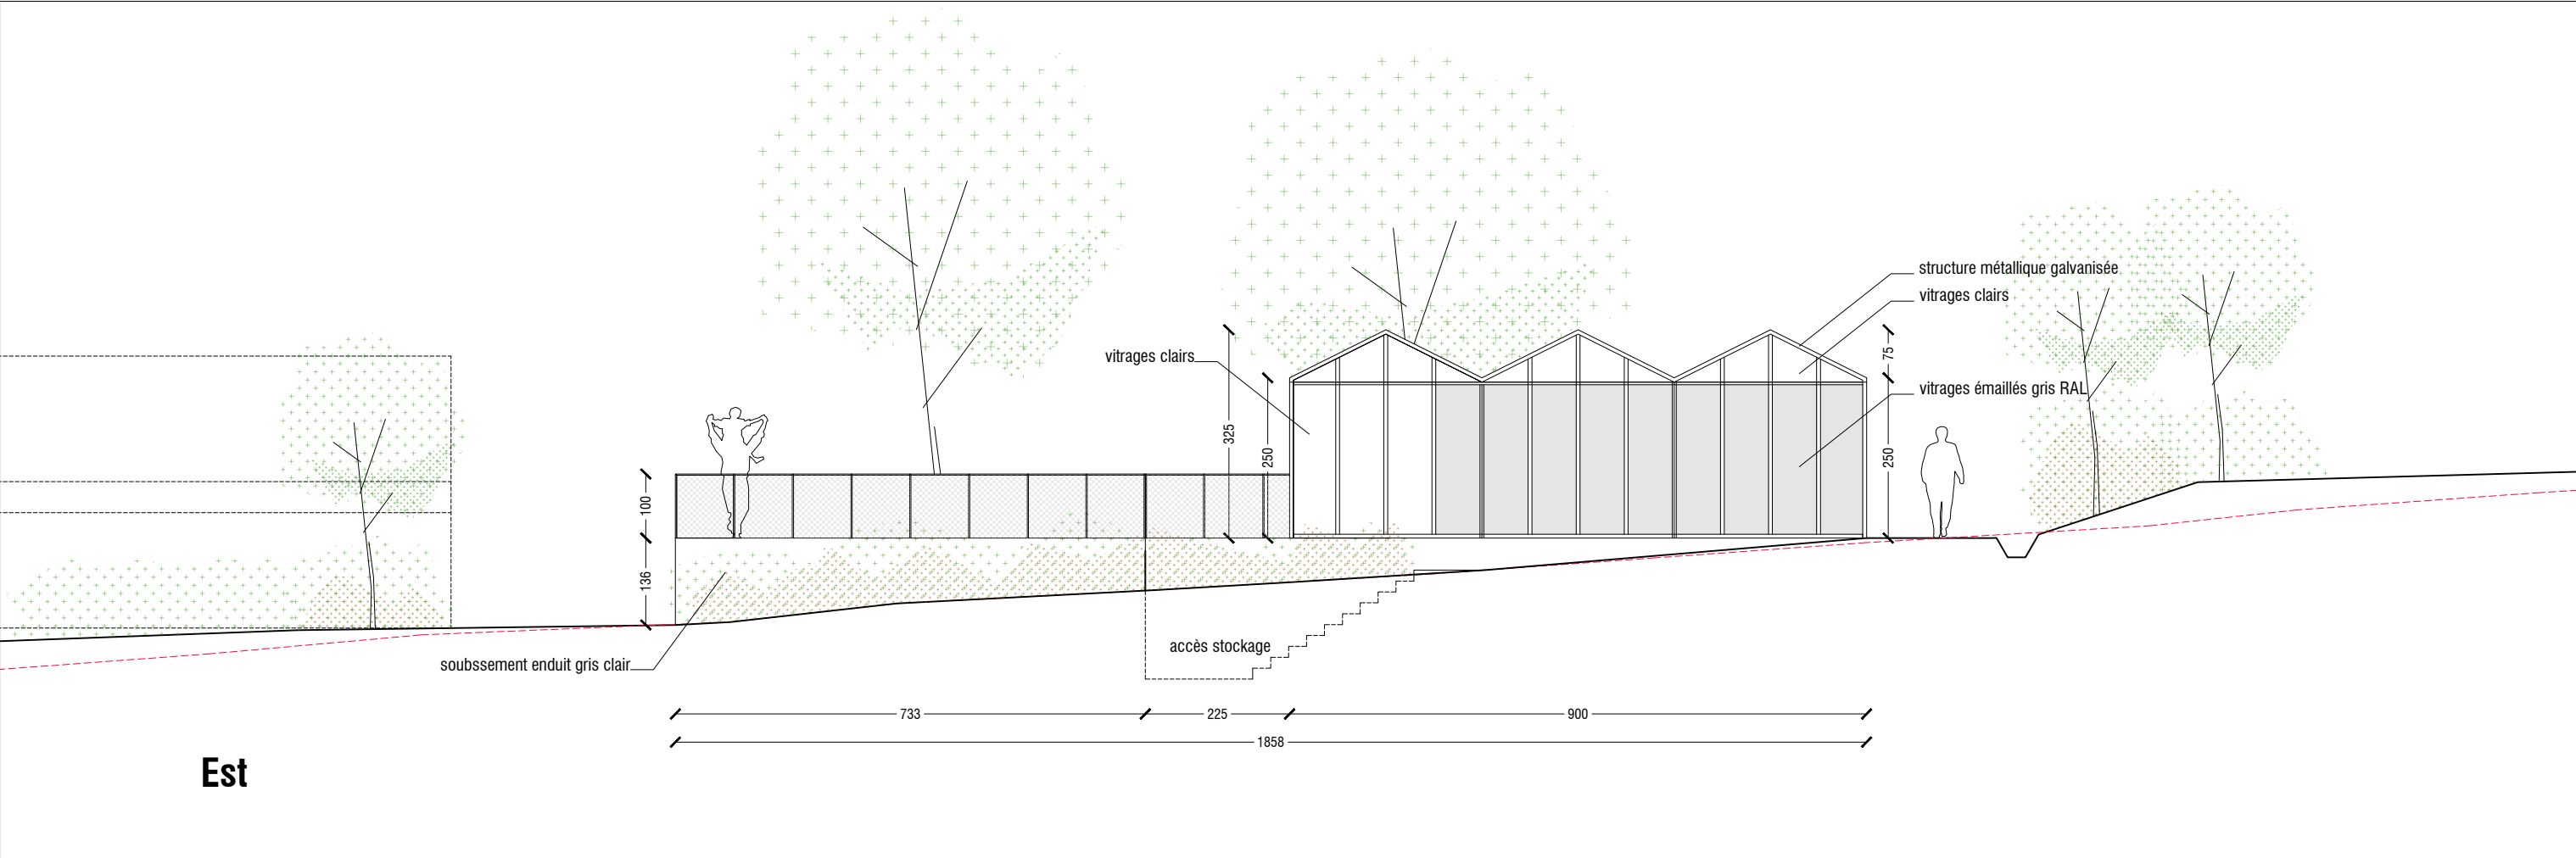 structure métallique galvanisée
vitrages clairs
vitrages clairs
75
vitrages émaillés gris RAL
325
250
250
100
136
accès stockage
soubssement enduit gris clair
733
225
900
1858
Est